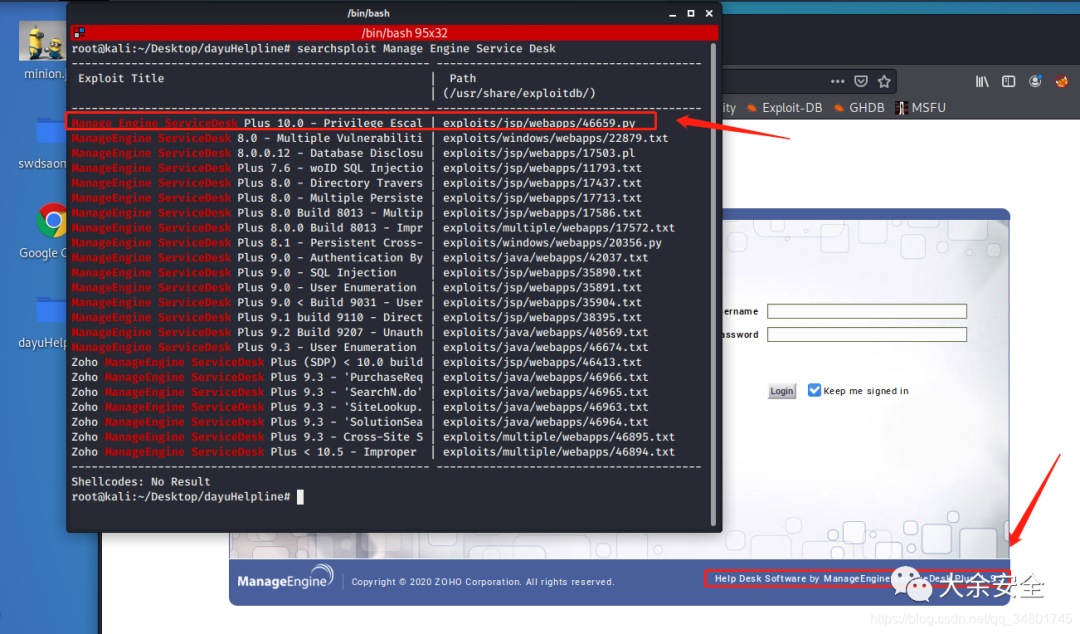 /bin/bash
/bin/bash 95x32
root@kali:~/Desktop/dayuHelpline# searchsploit Manage Engine Service Desk
Exploit Title | Path
| (/usr/share/exploitdb/)
Manage Engine ServiceDesk Plus 10.0 - Privilege Escal | exploits/jsp/webapps/46659.py
ManageEngine ServiceDesk 8.0 - Multiple Vulnerabiliti | exploits/windows/webapps/22879.txt
ManageEngine ServiceDesk 8.0.0.12 - Database Disclosu | exploits/jsp/webapps/17503.pl
ManageEngine ServiceDesk Plus 7.6 - woID SQL Injectio | exploits/jsp/webapps/11793.txt
ManageEngine ServiceDesk Plus 8.0 - Directory Travers | exploits/jsp/webapps/17437.txt
ManageEngine ServiceDesk Plus 8.0 - Multiple Persiste | exploits/jsp/webapps/17713.txt
ManageEngine ServiceDesk Plus 8.0 Build 8013 - Multip | exploits/jsp/webapps/17586.txt
ManageEngine ServiceDesk Plus 8.0.0 Build 8013 - Impr | exploits/multiple/webapps/17572.txt
ManageEngine ServiceDesk Plus 8.1 - Persistent Cross- | exploits/windows/webapps/20356.py
ManageEngine ServiceDesk Plus 9.0 - Authentication By | exploits/java/webapps/42037.txt
ManageEngine ServiceDesk Plus 9.0 - SQL Injection | exploits/jsp/webapps/35890.txt
ManageEngine ServiceDesk Plus 9.0 - User Enumeration | exploits/jsp/webapps/35891.txt
ManageEngine ServiceDesk Plus 9.0 < Build 9031 - User | exploits/jsp/webapps/35904.txt
ManageEngine ServiceDesk Plus 9.1 build 9110 - Direct | exploits/jsp/webapps/38395.txt
ManageEngine ServiceDesk Plus 9.2 Build 9207 - Unauth | exploits/java/webapps/40569.txt
ManageEngine ServiceDesk Plus 9.3 - User Enumeration | exploits/java/webapps/46674.txt
Zoho ManageEngine ServiceDesk Plus (SDP) < 10.0 build | exploits/jsp/webapps/46413.txt
Zoho ManageEngine ServiceDesk Plus 9.3 - 'PurchaseReq | exploits/java/webapps/46966.txt
Zoho ManageEngine ServiceDesk Plus 9.3 - 'SearchN.do' | exploits/java/webapps/46965.txt
Zoho ManageEngine ServiceDesk Plus 9.3 - 'SiteLookup. | exploits/java/webapps/46963.txt
Zoho ManageEngine ServiceDesk Plus 9.3 - 'SolutionSea | exploits/java/webapps/46964.txt
Zoho ManageEngine ServiceDesk Plus 9.3 - Cross-Site S | exploits/multiple/webapps/46895.txt
Zoho ManageEngine ServiceDesk Plus < 10.5 - Improper | exploits/multiple/webapps/46894.txt
Shellcodes: No Result
root@kali:~/Desktop/dayuHelpline#
minion.
swdsaon
Google C
dayuHelp
ity Exploit-DB GHDB MSFU
ername
assword
Login Keep me signed in
ManageEngine Copyright © 2020 ZOHO Corporation. All rights reserved.
Help Desk Software by ManageEngine
大余安全
https://blog.csdn.net/qq_34801745